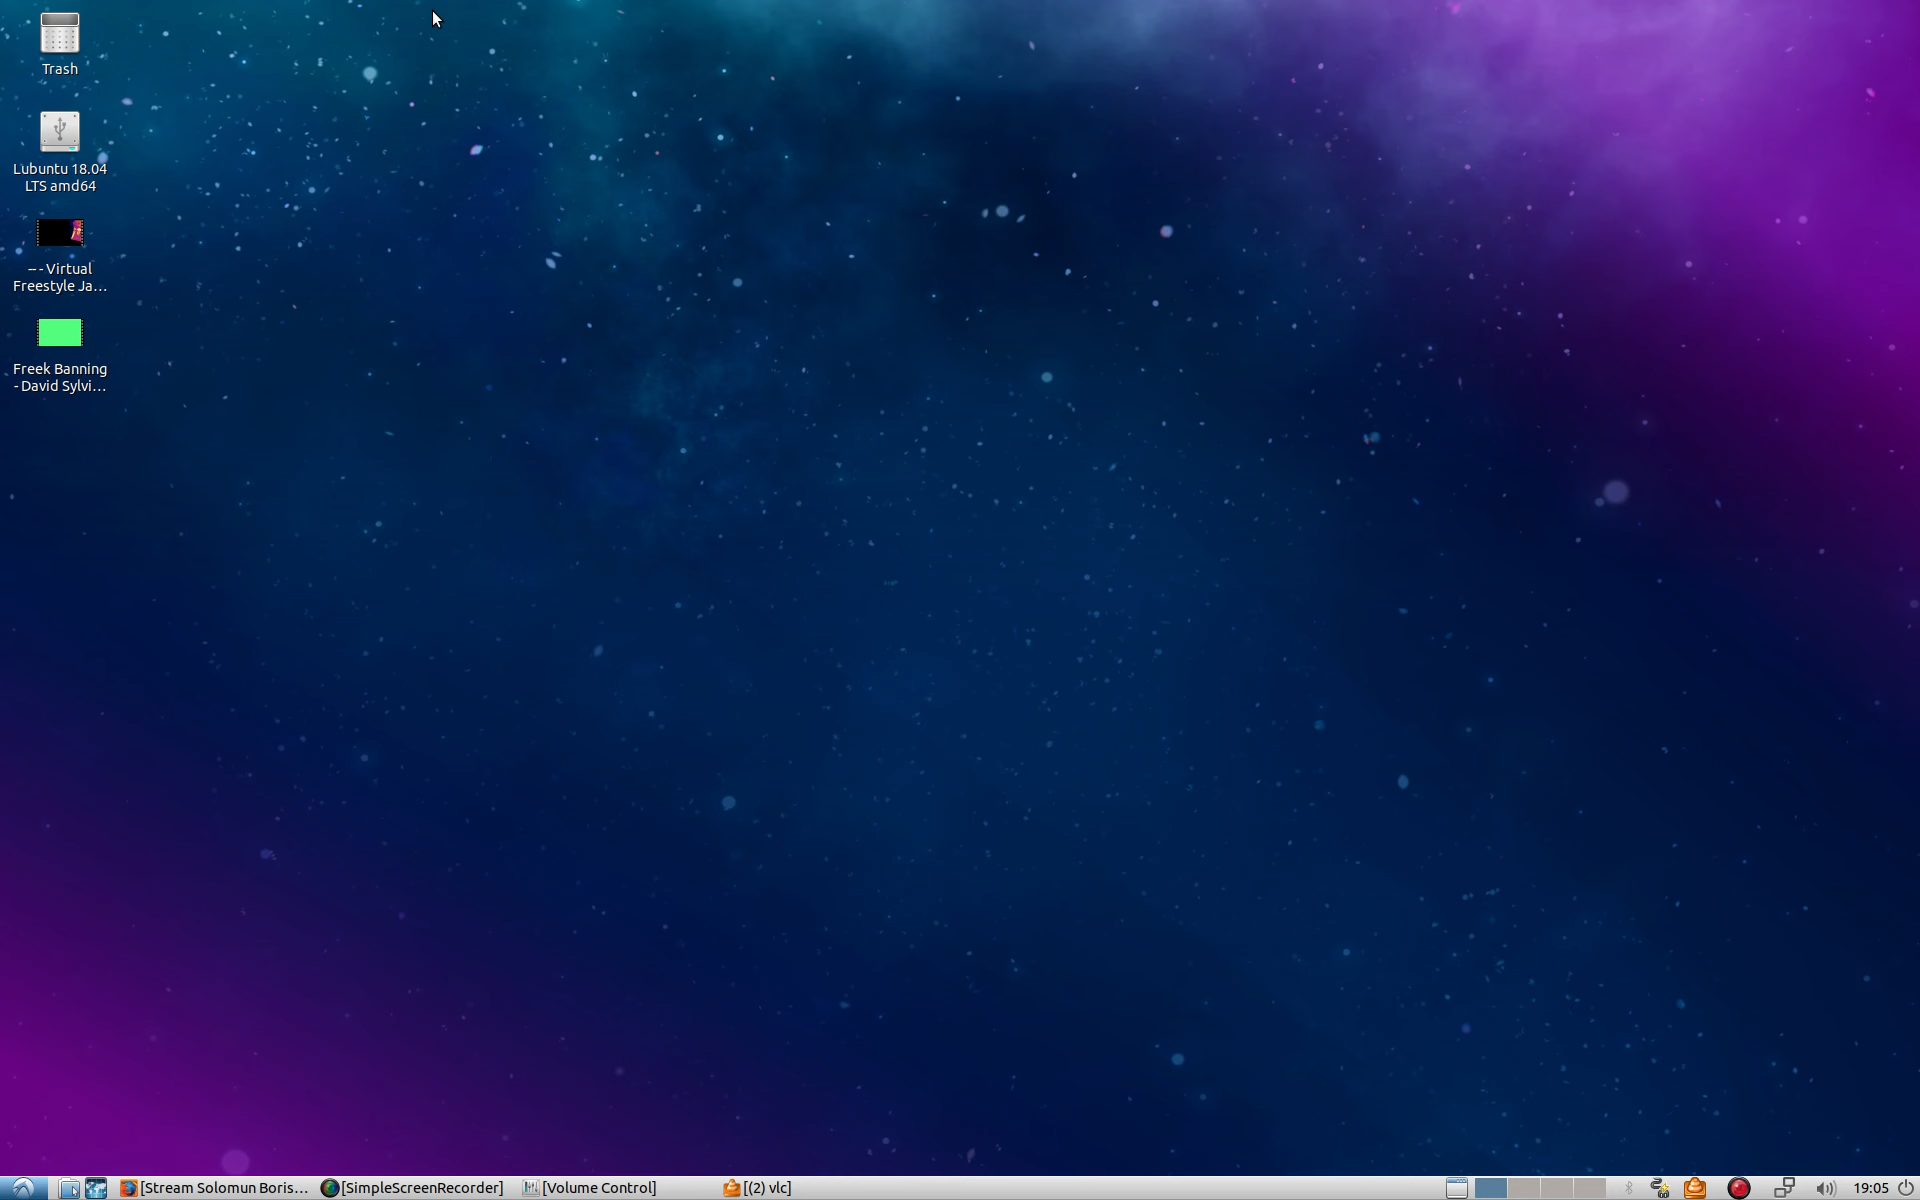 Trash
Lubuntu 18.04
LTS amd64
--- Virtual
Freestyle Ja...
Freek Banning
- David Sylvi...
[Stream Solomun Boris...
[SimpleScreenRecorder]
[Volume Control]
[(2) vlc]
19:05